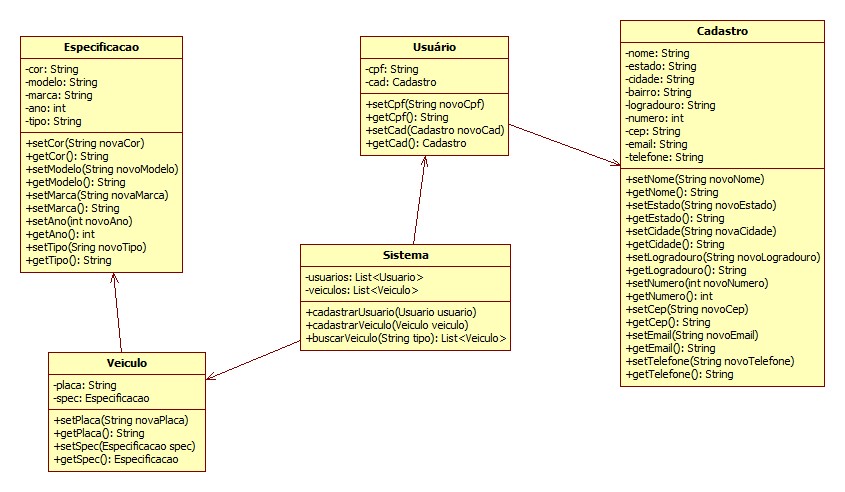 Especificacao
-cor: String
-modelo: String
-marca: String
-ano: int
-tipo: String
+setCor(String novaCor)
+getCor(): String
+setModelo(String novoModelo)
+getModelo(): String
+setMarca(String novaMarca)
+setMarca(): String
+setAno(int novoAno)
+getAno(): int
+setTipo(Sring novoTipo)
+getTipo(): String
Usuário
-cpf: String
-cad: Cadastro
+setCpf(String novoCpf)
+getCpf(): String
+setCad(Cadastro novoCad)
+getCad(): Cadastro
Cadastro
-nome: String
-estado: String
-cidade: String
-bairro: String
-logradouro: String
-numero: int
-cep: String
-email: String
-telefone: String
+setNome(String novoNome)
+getNome(): String
+setEstado(String novoEstado)
+getEstado(): String
+setCidade(String novaCidade)
+getCidade(): String
+setLogradouro(String novoLogradouro)
+getLogradouro(): String
+setNumero(int novoNumero)
+getNumero(): int
+setCep(String novoCep)
+getCep(): String
+setEmail(String novoEmail)
+getEmail(): String
+setTelefone(String novoTelefone)
+getTelefone(): String
Sistema
-usuarios: List<Usuario>
-veiculos: List<Veiculo>
+cadastrarUsuario(Usuario usuario)
+cadastrarVeiculo(Veiculo veiculo)
+buscarVeiculo(String tipo): List<Veiculo>
Veiculo
-placa: String
-spec: Especificacao
+setPlaca(String novaPlaca)
+getPlaca(): String
+setSpec(Especificacao spec)
+getSpec(): Especificacao